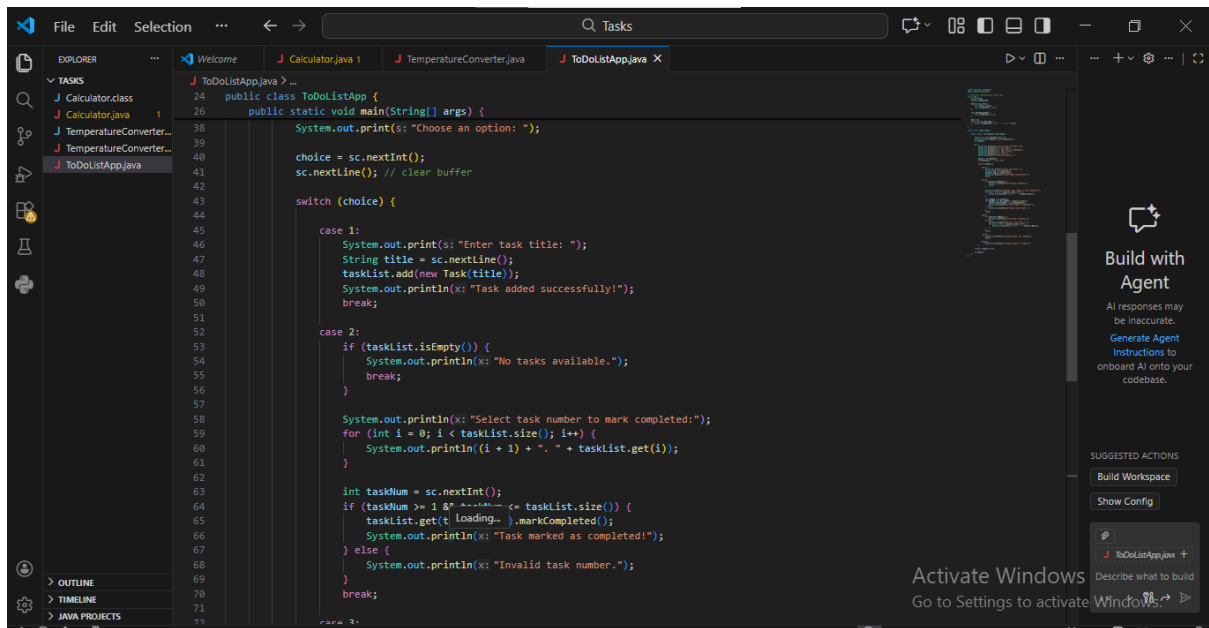 File Edit Selection ... Tasks
EXPLORER ...
TASKS
Calculator.class
Calculator.java 1
TemperatureConverter...
TemperatureConverter...
ToDoListApp.java
OUTLINE
TIMELINE
JAVA PROJECTS
Welcome J Calculator.java 1 J TemperatureConverter.java J ToDoListApp.java
J ToDoListApp.java > ...
24 public class ToDoListApp {
26 public static void main(String[] args) {
38 System.out.print(s: "Choose an option: ");
39
40 choice = sc.nextInt();
41 sc.nextLine(); // clear buffer
42
43 switch (choice) {
44
45 case 1:
46 System.out.print(s: "Enter task title: ");
47 String title = sc.nextLine();
48 taskList.add(new Task(title));
49 System.out.println(x: "Task added successfully!");
50 break;
51
52 case 2:
53 if (taskList.isEmpty()) {
54 System.out.println(x: "No tasks available.");
55 break;
56 }
57
58 System.out.println(x: "Select task number to mark completed:");
59 for (int i = 0; i < taskList.size(); i++) {
60 System.out.println((i + 1) + ". " + taskList.get(i));
61 }
62
63 int taskNum = sc.nextInt();
64 if (taskNum >= 1 && <= taskList.size()) {
Loading...
65 taskList.get( ).markCompleted();
66 System.out.println(x: "Task marked as completed!");
67 } else {
68 System.out.println(x: "Invalid task number.");
69 }
70 break;
71
72 case 3:
Build with
Agent
AI responses may
be inaccurate.
Generate Agent
Instructions to
onboard AI onto your
codebase.
SUGGESTED ACTIONS
Build Workspace
Show Config
J ToDoListApp.java +
Describe what to build
Activate Windows
Go to Settings to activate Windows.